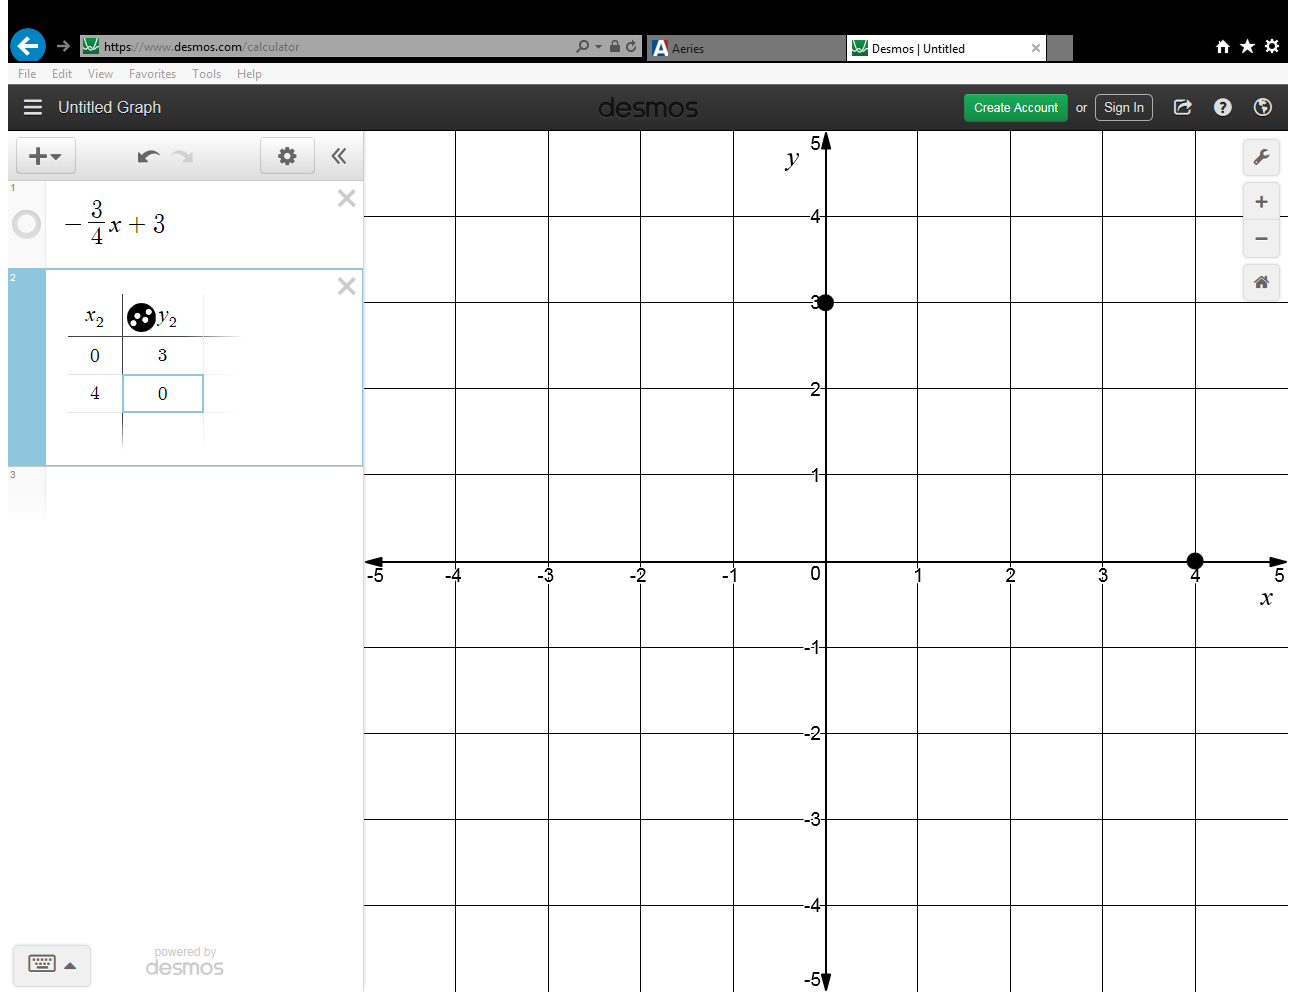 https://www.desmos.com/calculator
Aeries
Desmos | Untitled
File Edit View Favorites Tools Help
Untitled Graph
desmos
Create Account or Sign In
1
-3/4x + 3
2
x₂ y₂
0 3
4 0
3
powered by
desmos
y
5
4
3
2
1
-5 -4 -3 -2 -1 0 1 2 3 4 5
x
-1
-2
-3
-4
-5